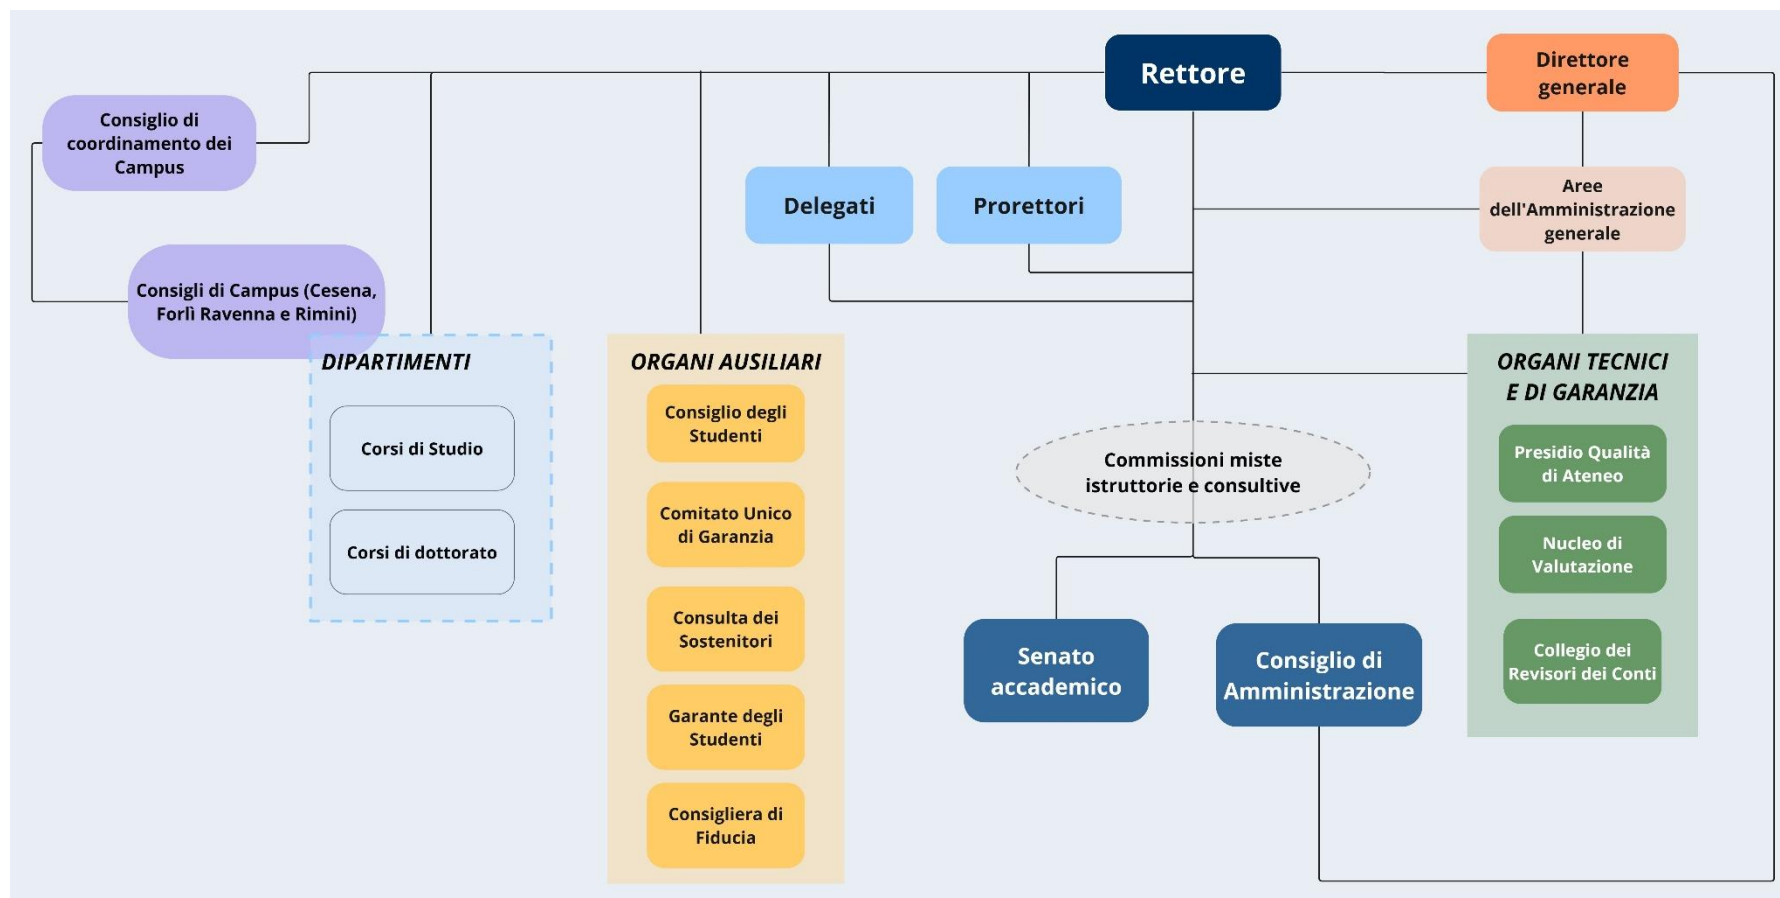 Rettore
Direttore
generale
Consiglio di
coordinamento dei
Campus
Delegati
Prorettori
Aree
dell'Amministrazione
generale
Consigli di Campus (Cesena,
Forlì Ravenna e Rimini)
DIPARTIMENTI
Corsi di Studio
Corsi di dottorato
ORGANI AUSILIARI
Consiglio degli
Studenti
Comitato Unico
di Garanzia
Consulta dei
Sostenitori
Garante degli
Studenti
Consigliera di
Fiducia
Commissioni miste
istruttorie e consultive
Senato
accademico
Consiglio di
Amministrazione
ORGANI TECNICI
E DI GARANZIA
Presidio Qualità
di Ateneo
Nucleo di
Valutazione
Collegio dei
Revisori dei Conti